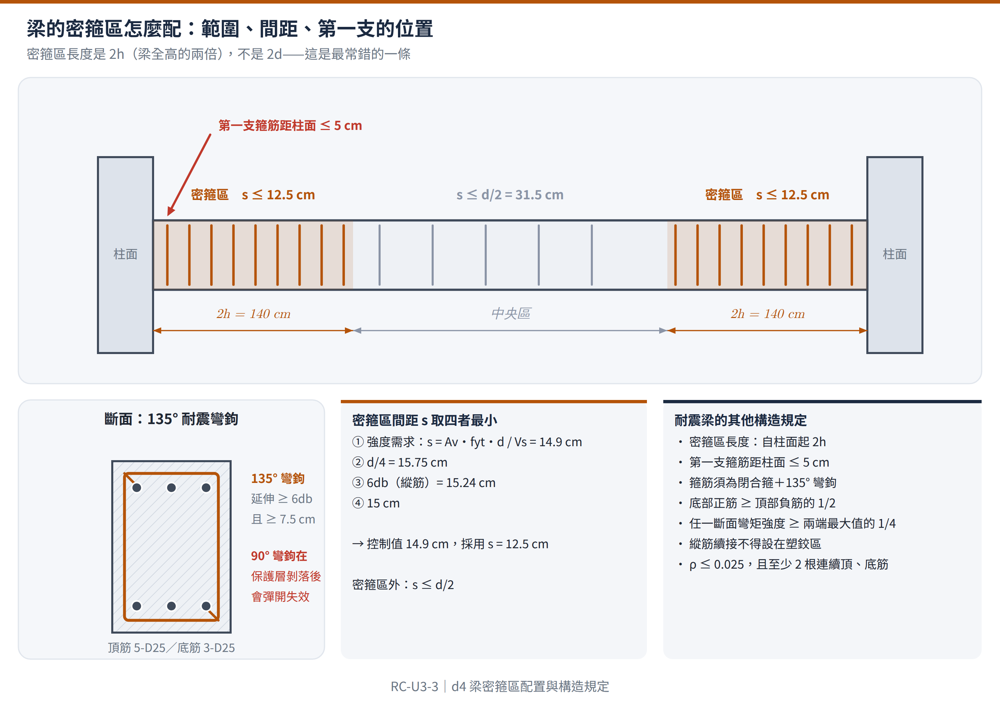 梁的密箍區怎麼配：範圍、間距、第一支的位置
密箍區長度是 2h（梁全高的兩倍），不是 2d——這是最常錯的一條
第一支箍筋距柱面 ≤ 5 cm
密箍區　s ≤ 12.5 cm
s ≤ d/2 = 31.5 cm
密箍區　s ≤ 12.5 cm
柱面
柱面
2h = 140 cm
中央區
2h = 140 cm
斷面：135° 耐震彎鉤
135° 彎鉤
延伸 ≥ 6db
且 ≥ 7.5 cm
90° 彎鉤在
保護層剝落後
會彈開失效
頂筋 5-D25／底筋 3-D25
密箍區間距 s 取四者最小
① 強度需求：s = Av・fyt・d / Vs = 14.9 cm
② d/4 = 15.75 cm
③ 6db（縱筋）= 15.24 cm
④ 15 cm
→ 控制值 14.9 cm，採用 s = 12.5 cm
密箍區外：s ≤ d/2
耐震梁的其他構造規定
・ 密箍區長度：自柱面起 2h
・ 第一支箍筋距柱面 ≤ 5 cm
・ 箍筋須為閉合箍＋135° 彎鉤
・ 底部正筋 ≥ 頂部負筋的 1/2
・ 任一斷面彎矩強度 ≥ 兩端最大值的 1/4
・ 縱筋續接不得設在塑鉸區
・ ρ ≤ 0.025，且至少 2 根連續頂、底筋
RC-U3-3｜d4 梁密箍區配置與構造規定